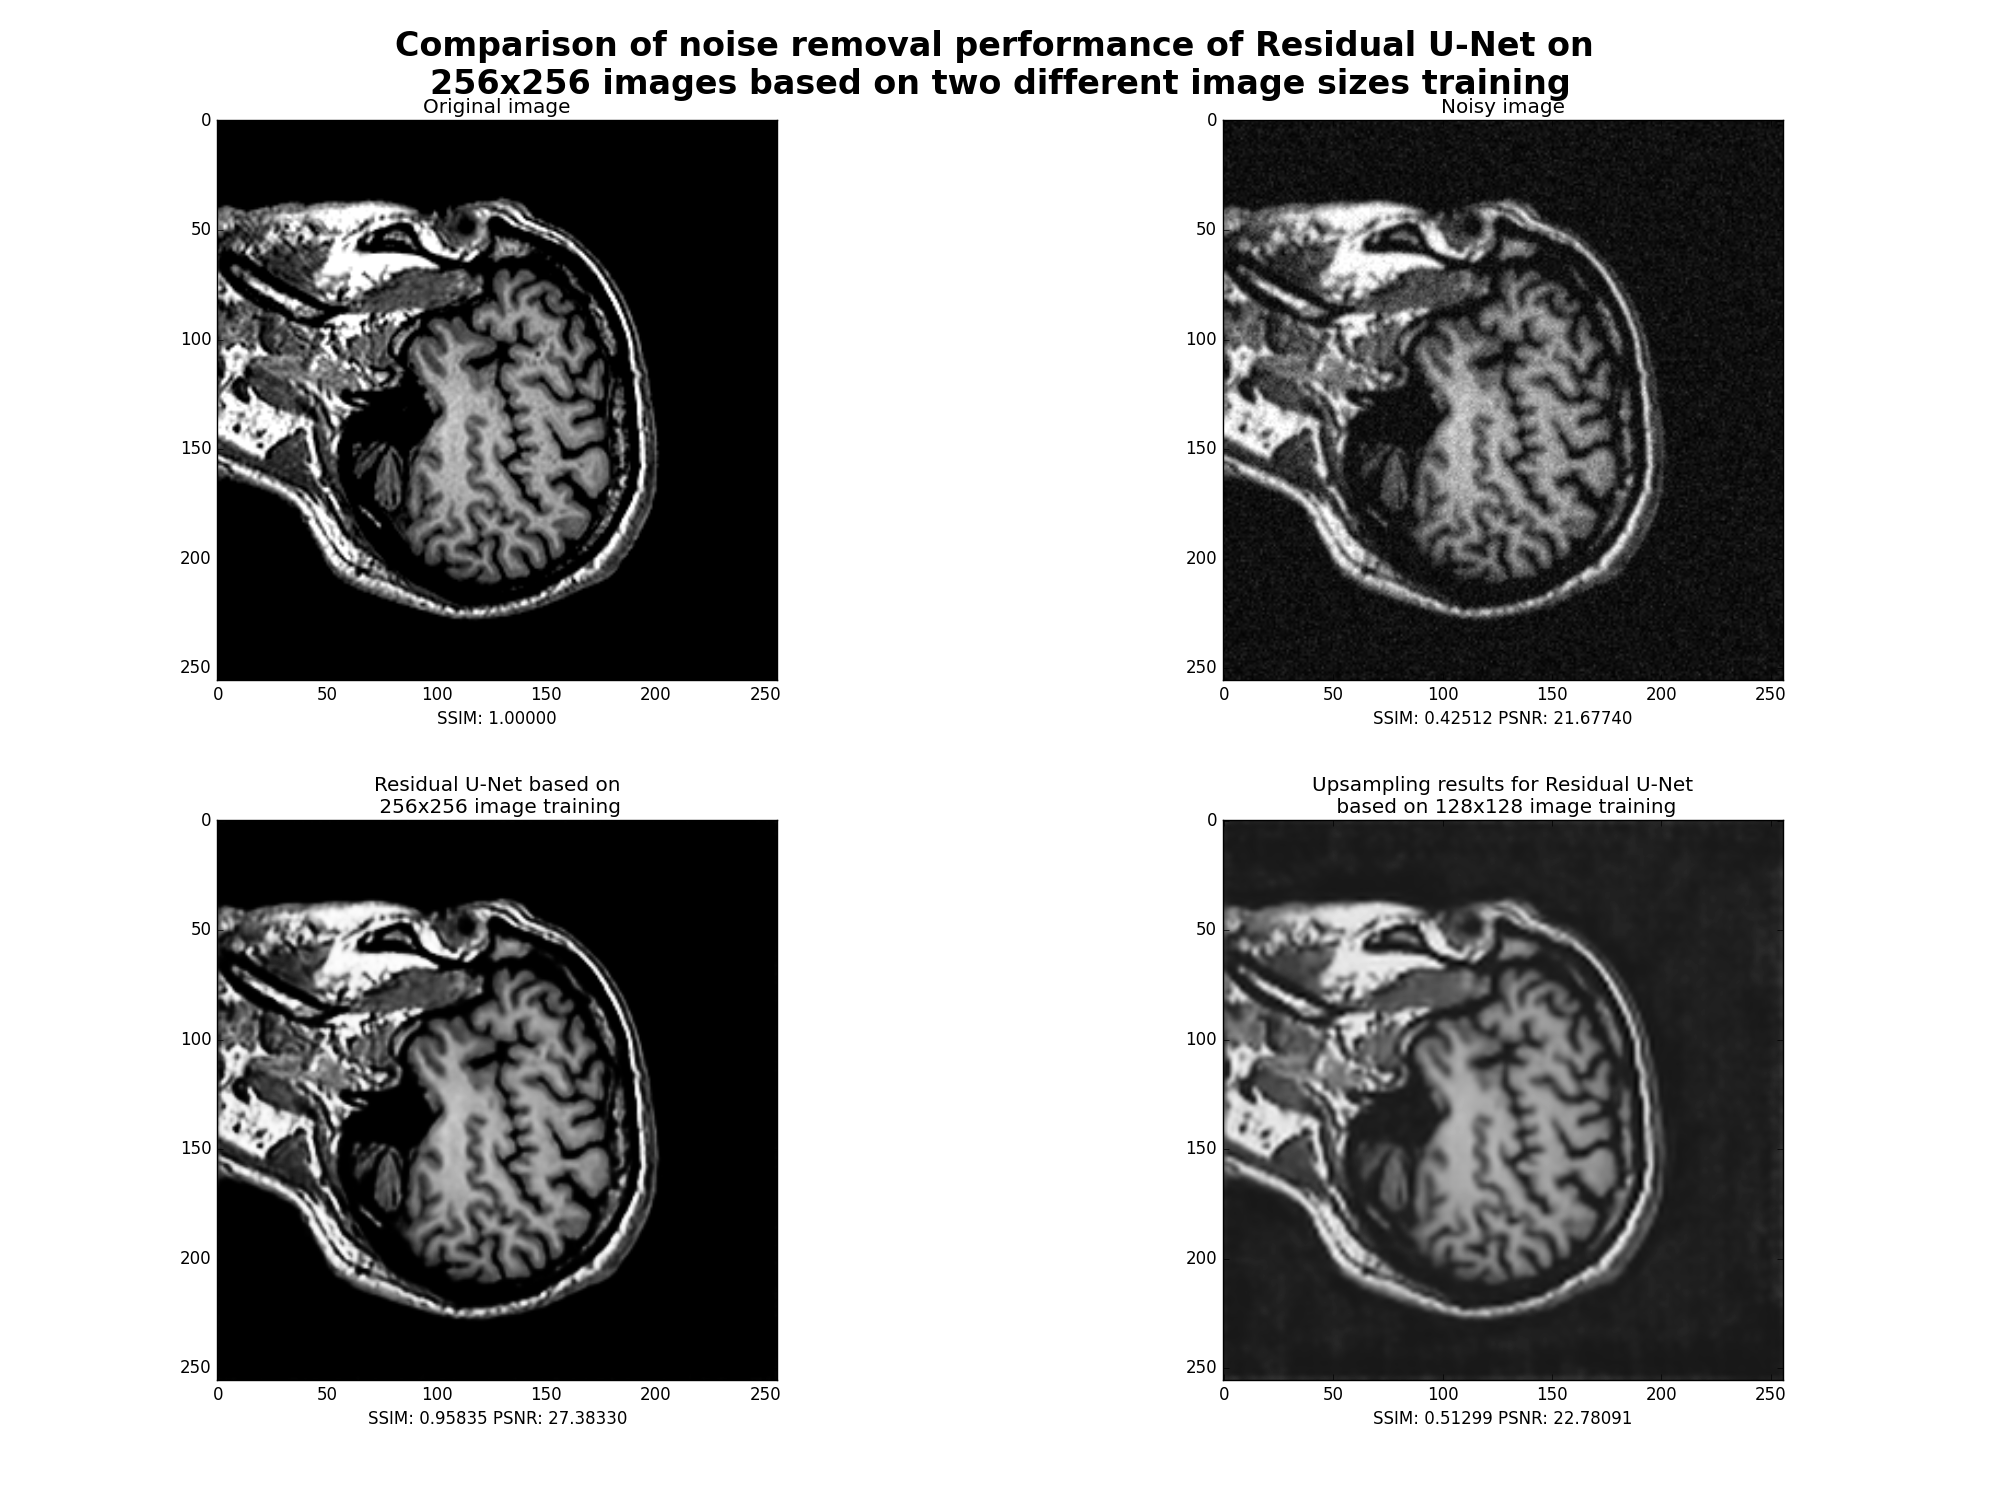 Comparison of noise removal performance of Residual U-Net on
256x256 images based on two different image sizes training
Original image
0
50
100
150
200
250
0 50 100 150 200 250
SSIM: 1.00000
Noisy image
0
50
100
150
200
250
0 50 100 150 200 250
SSIM: 0.42512 PSNR: 21.67740
Residual U-Net based on
256x256 image training
0
50
100
150
200
250
0 50 100 150 200 250
SSIM: 0.95835 PSNR: 27.38330
Upsampling results for Residual U-Net
based on 128x128 image training
0
50
100
150
200
250
0 50 100 150 200 250
SSIM: 0.51299 PSNR: 22.78091